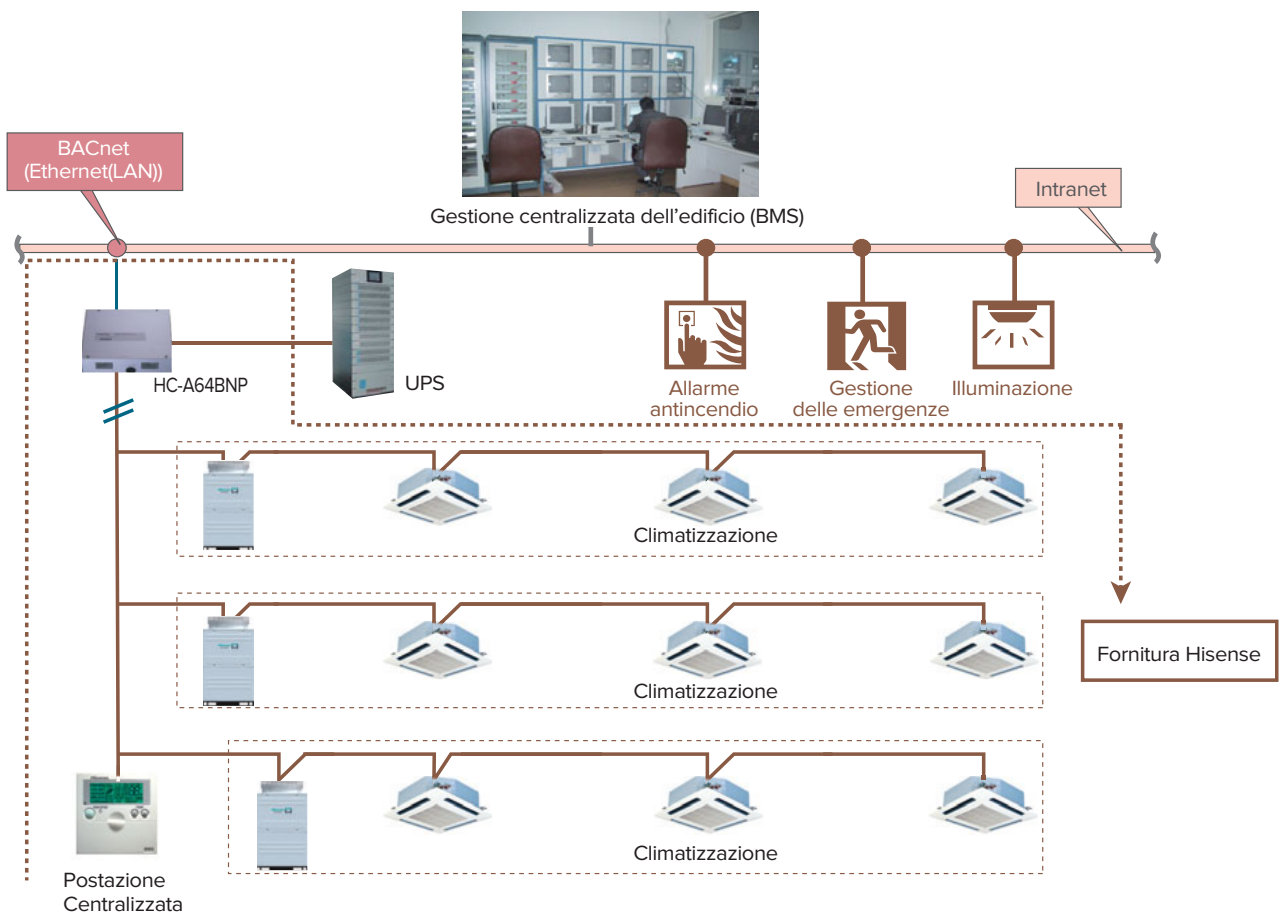 BACnet
(Ethernet(LAN))
Intranet
Gestione centralizzata dell'edificio (BMS)
HC-A64BNP
UPS
Allarme
antincendio
Gestione
delle emergenze
Illuminazione
Climatizzazione
Fornitura Hisense
Climatizzazione
Climatizzazione
Postazione
Centralizzata